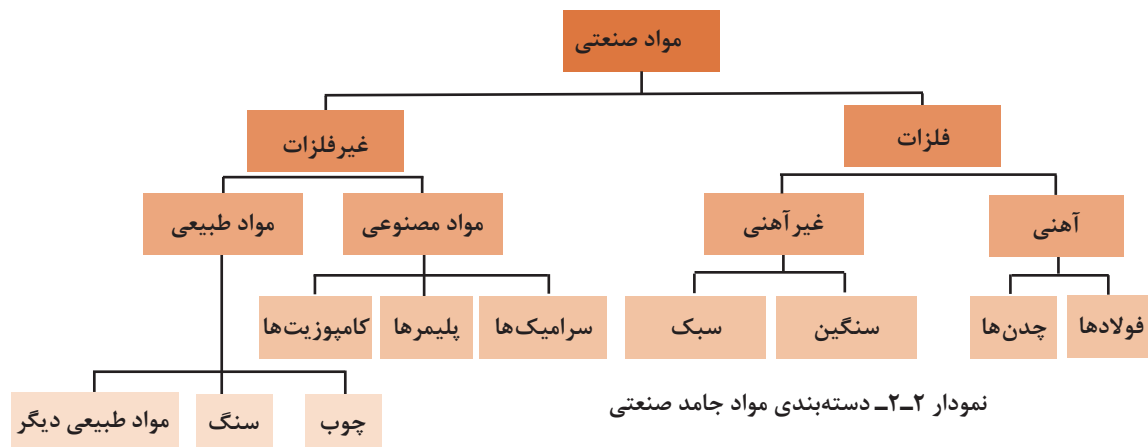 مواد صنعتی
فلزات
غیرفلزات
آهنی
غیرآهنی
مواد مصنوعی
مواد طبیعی
فولادها
چدن‌ها
سنگین
سبک
سرامیک‌ها
پلیمرها
کامپوزیت‌ها
چوب
سنگ
مواد طبیعی دیگر
نمودار ۲ـ۲ـ دسته‌بندی مواد جامد صنعتی